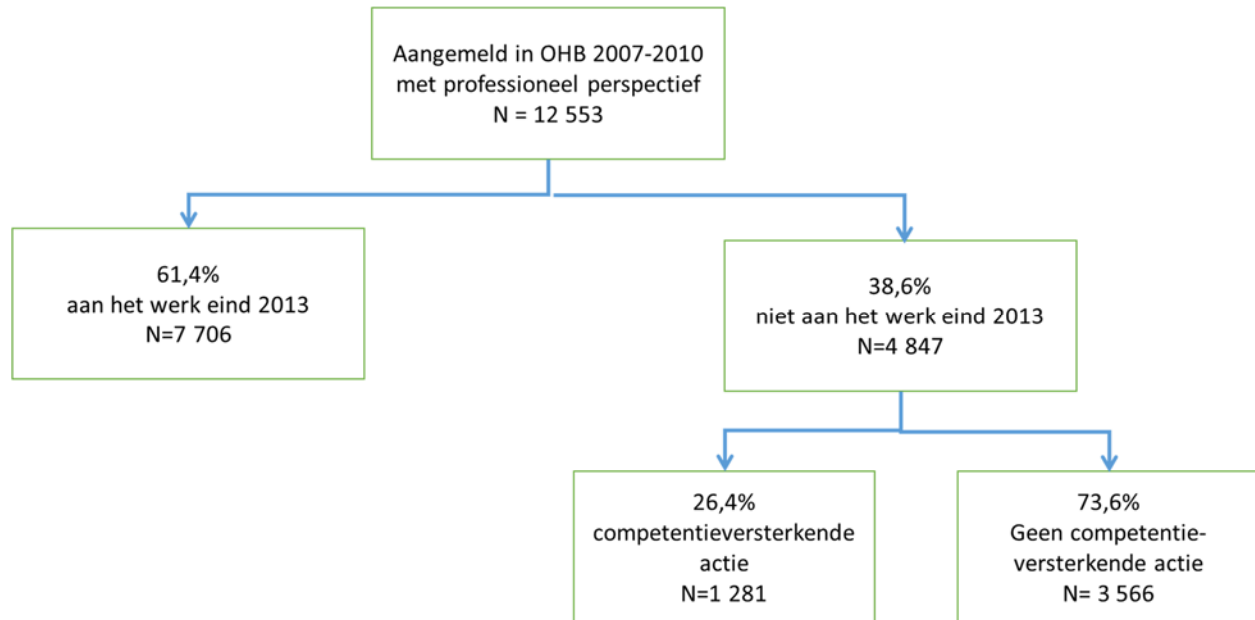 Aangemeld in OHB 2007-2010
met professioneel perspectief
N = 12 553
61,4%
aan het werk eind 2013
N=7 706
38,6%
niet aan het werk eind 2013
N=4 847
26,4%
competentieversterkende
actie
N=1 281
73,6%
Geen competentie-
versterkende actie
N= 3 566